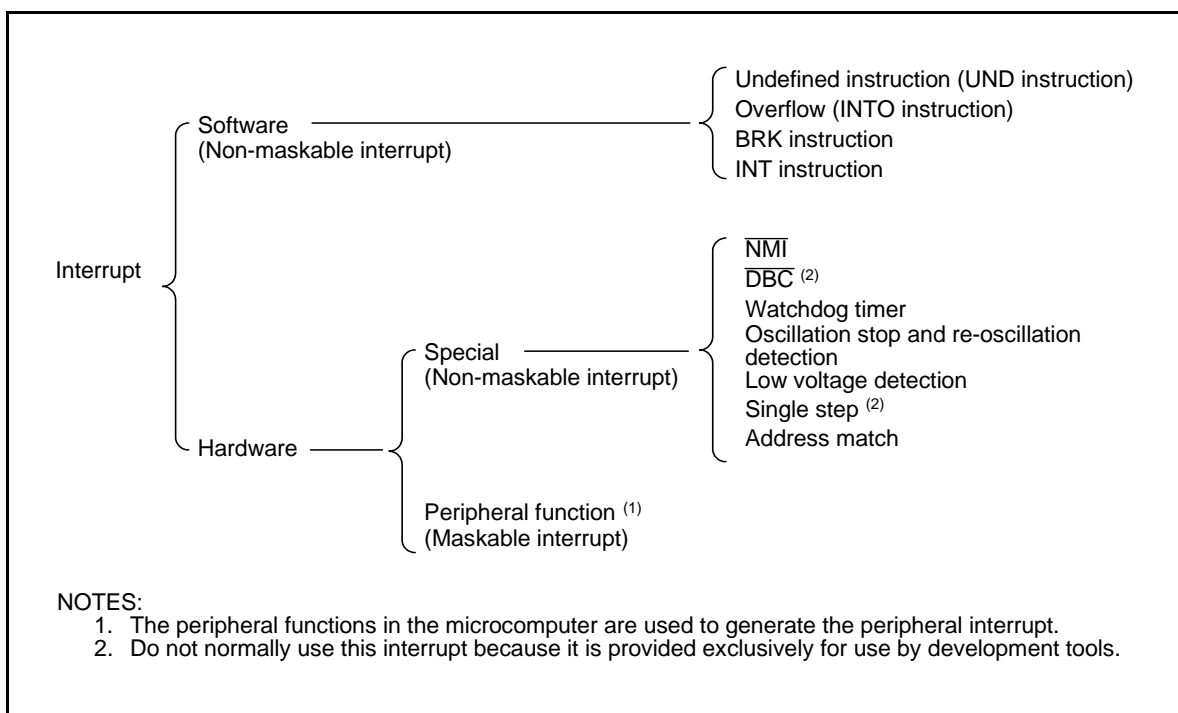 Undefined instruction (UND instruction)
Overflow (INTO instruction)
BRK instruction
INT instruction
Software
(Non-maskable interrupt)
Interrupt
NMI
DBC (2)
Watchdog timer
Oscillation stop and re-oscillation
detection
Low voltage detection
Single step (2)
Address match
Special
(Non-maskable interrupt)
Hardware
Peripheral function (1)
(Maskable interrupt)
NOTES:
1. The peripheral functions in the microcomputer are used to generate the peripheral interrupt.
2. Do not normally use this interrupt because it is provided exclusively for use by development tools.